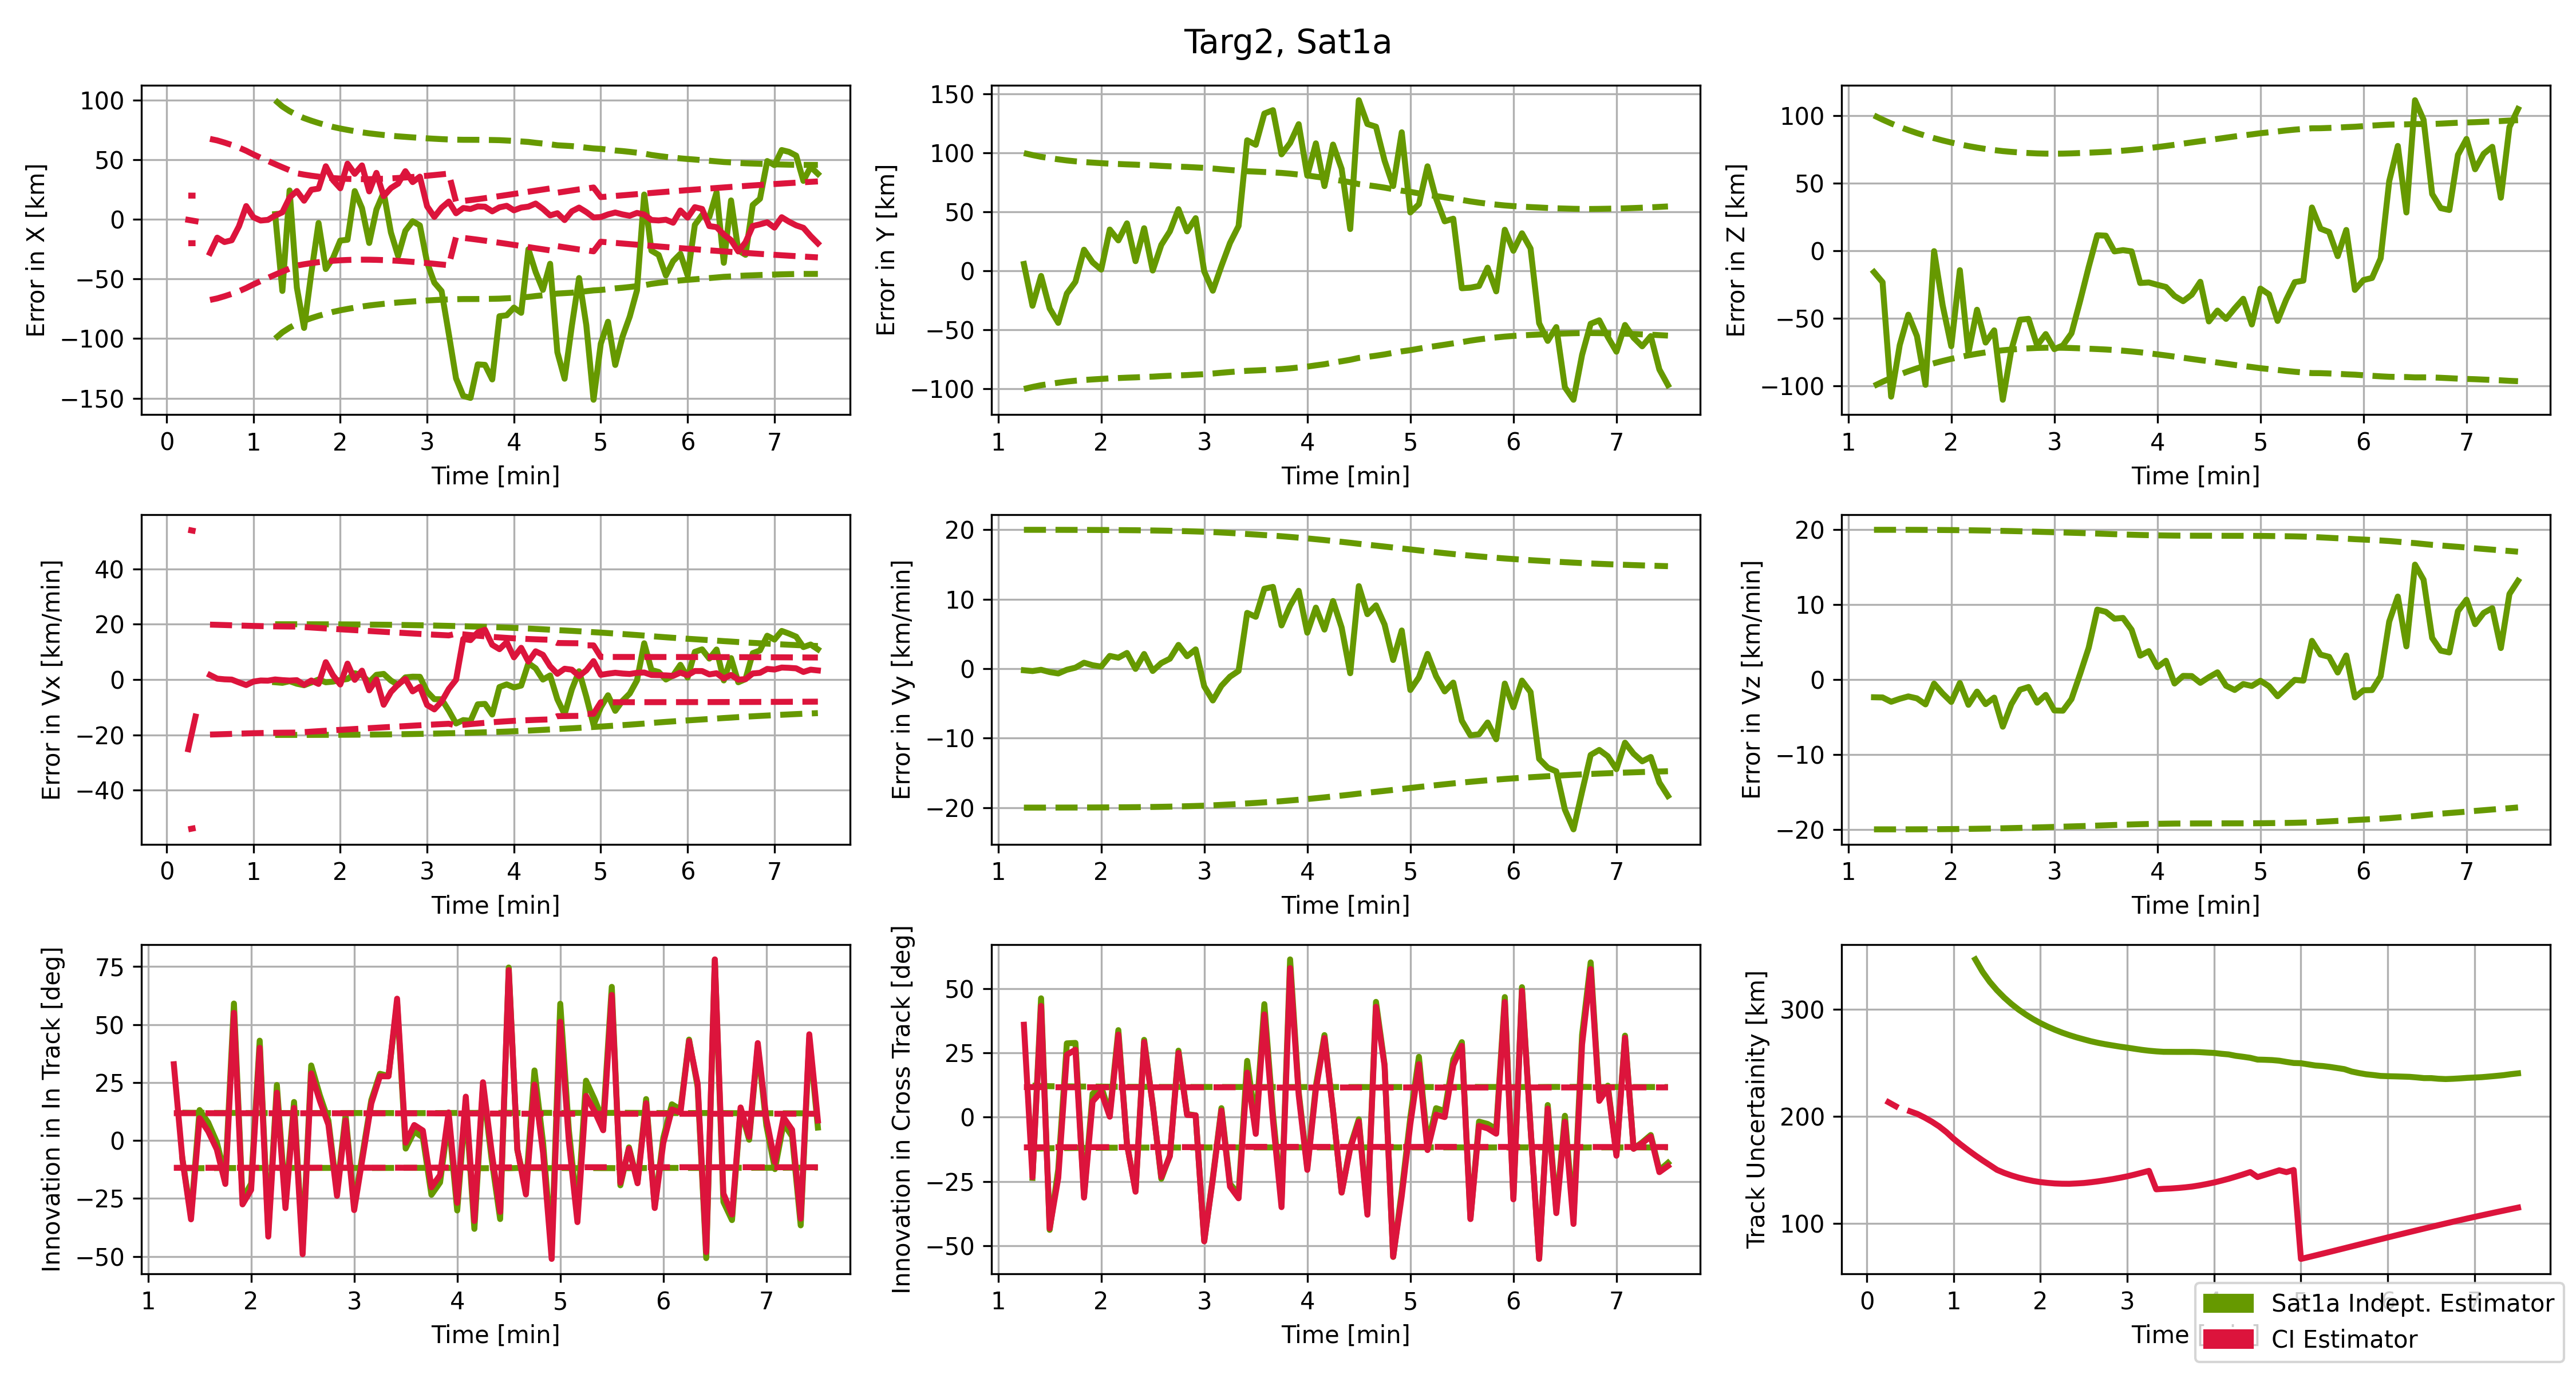 Targ2, Sat1a
Error in X [km]
100
50
0
−50
−100
−150
0 1 2 3 4 5 6 7
Time [min]
Error in Y [km]
150
100
50
0
−50
−100
1 2 3 4 5 6 7
Time [min]
Error in Z [km]
100
50
0
−50
−100
1 2 3 4 5 6 7
Time [min]
Error in Vx [km/min]
40
20
0
−20
−40
0 1 2 3 4 5 6 7
Time [min]
Error in Vy [km/min]
20
10
0
−10
−20
1 2 3 4 5 6 7
Time [min]
Error in Vz [km/min]
20
10
0
−10
−20
1 2 3 4 5 6 7
Time [min]
Innovation in In Track [deg]
75
50
25
0
−25
−50
1 2 3 4 5 6 7
Time [min]
Innovation in Cross Track [deg]
50
25
0
−25
−50
1 2 3 4 5 6 7
Time [min]
Track Uncertainity [km]
300
200
100
0 1 2 3
Time
Sat1a Indept. Estimator
CI Estimator